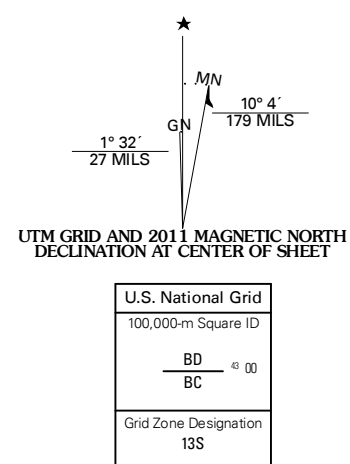 MN
10° 4´
179 MILS
GN
1° 32´
27 MILS
UTM GRID AND 2011 MAGNETIC NORTH
DECLINATION AT CENTER OF SHEET
U.S. National Grid
100,000-m Square ID
BD
43 00
BC
Grid Zone Designation
13S